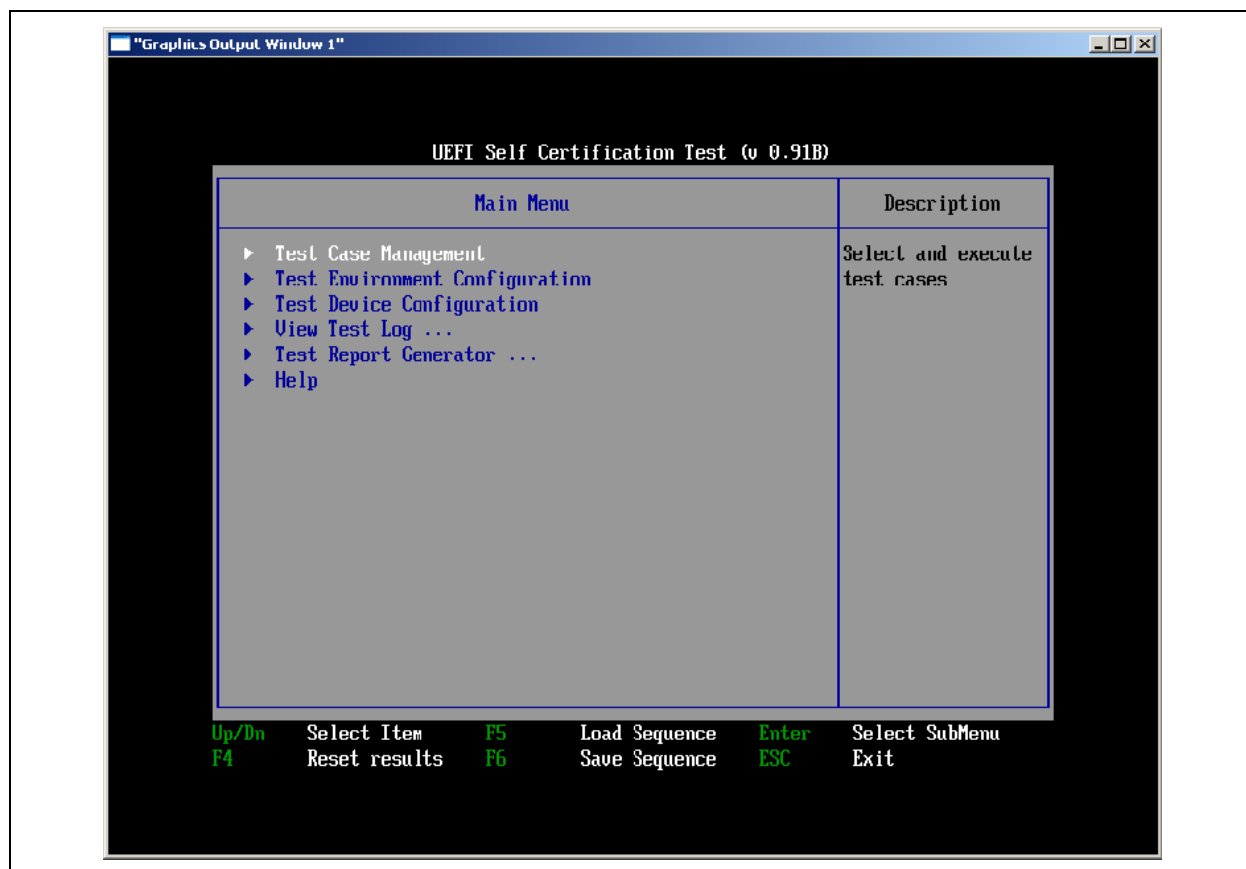 "Graphics Output Window 1"
UEFI Self Certification Test (v 0.91B)
Main Menu
Description
Test Case Management
Test Environment Configuration
Test Device Configuration
View Test Log ...
Test Report Generator ...
Help
Select and execute
test cases
Up/Dn Select Item F5 Load Sequence Enter Select SubMenu
F4 Reset results F6 Save Sequence ESC Exit